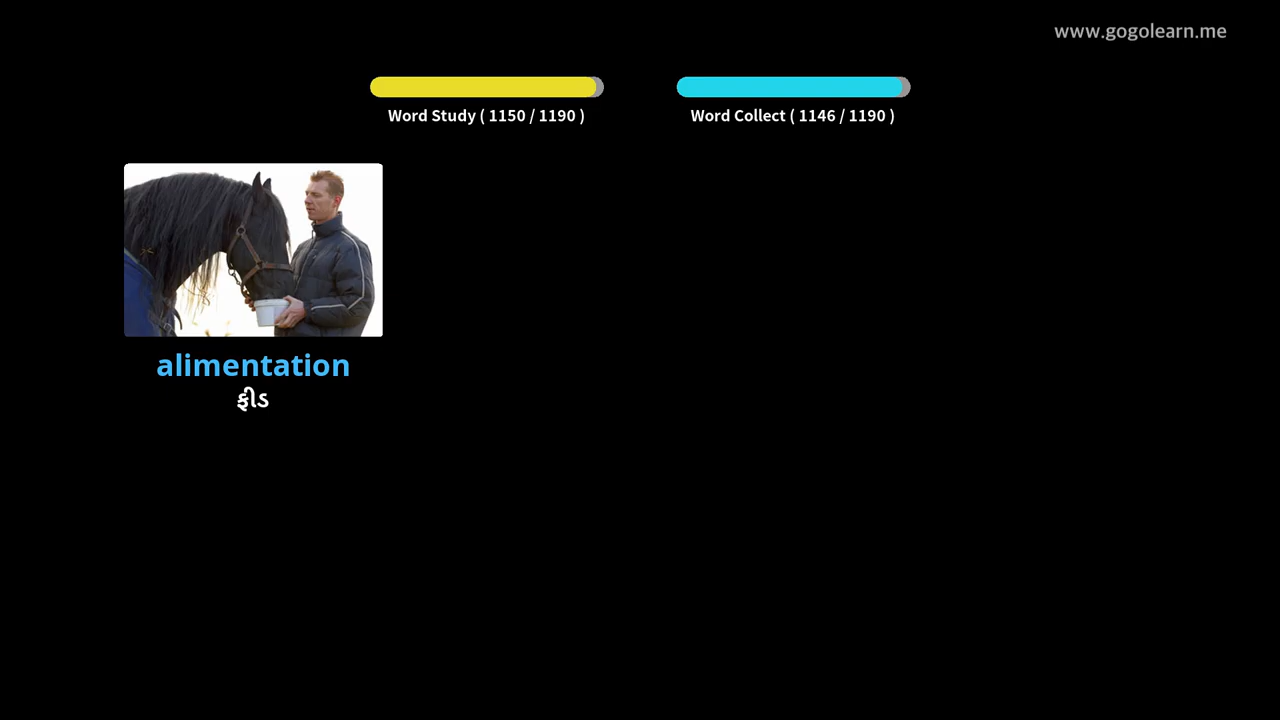 www.gogolearn.me
Word Study ( 1150 / 1190 )
Word Collect ( 1146 / 1190 )
alimentation
ફીડ